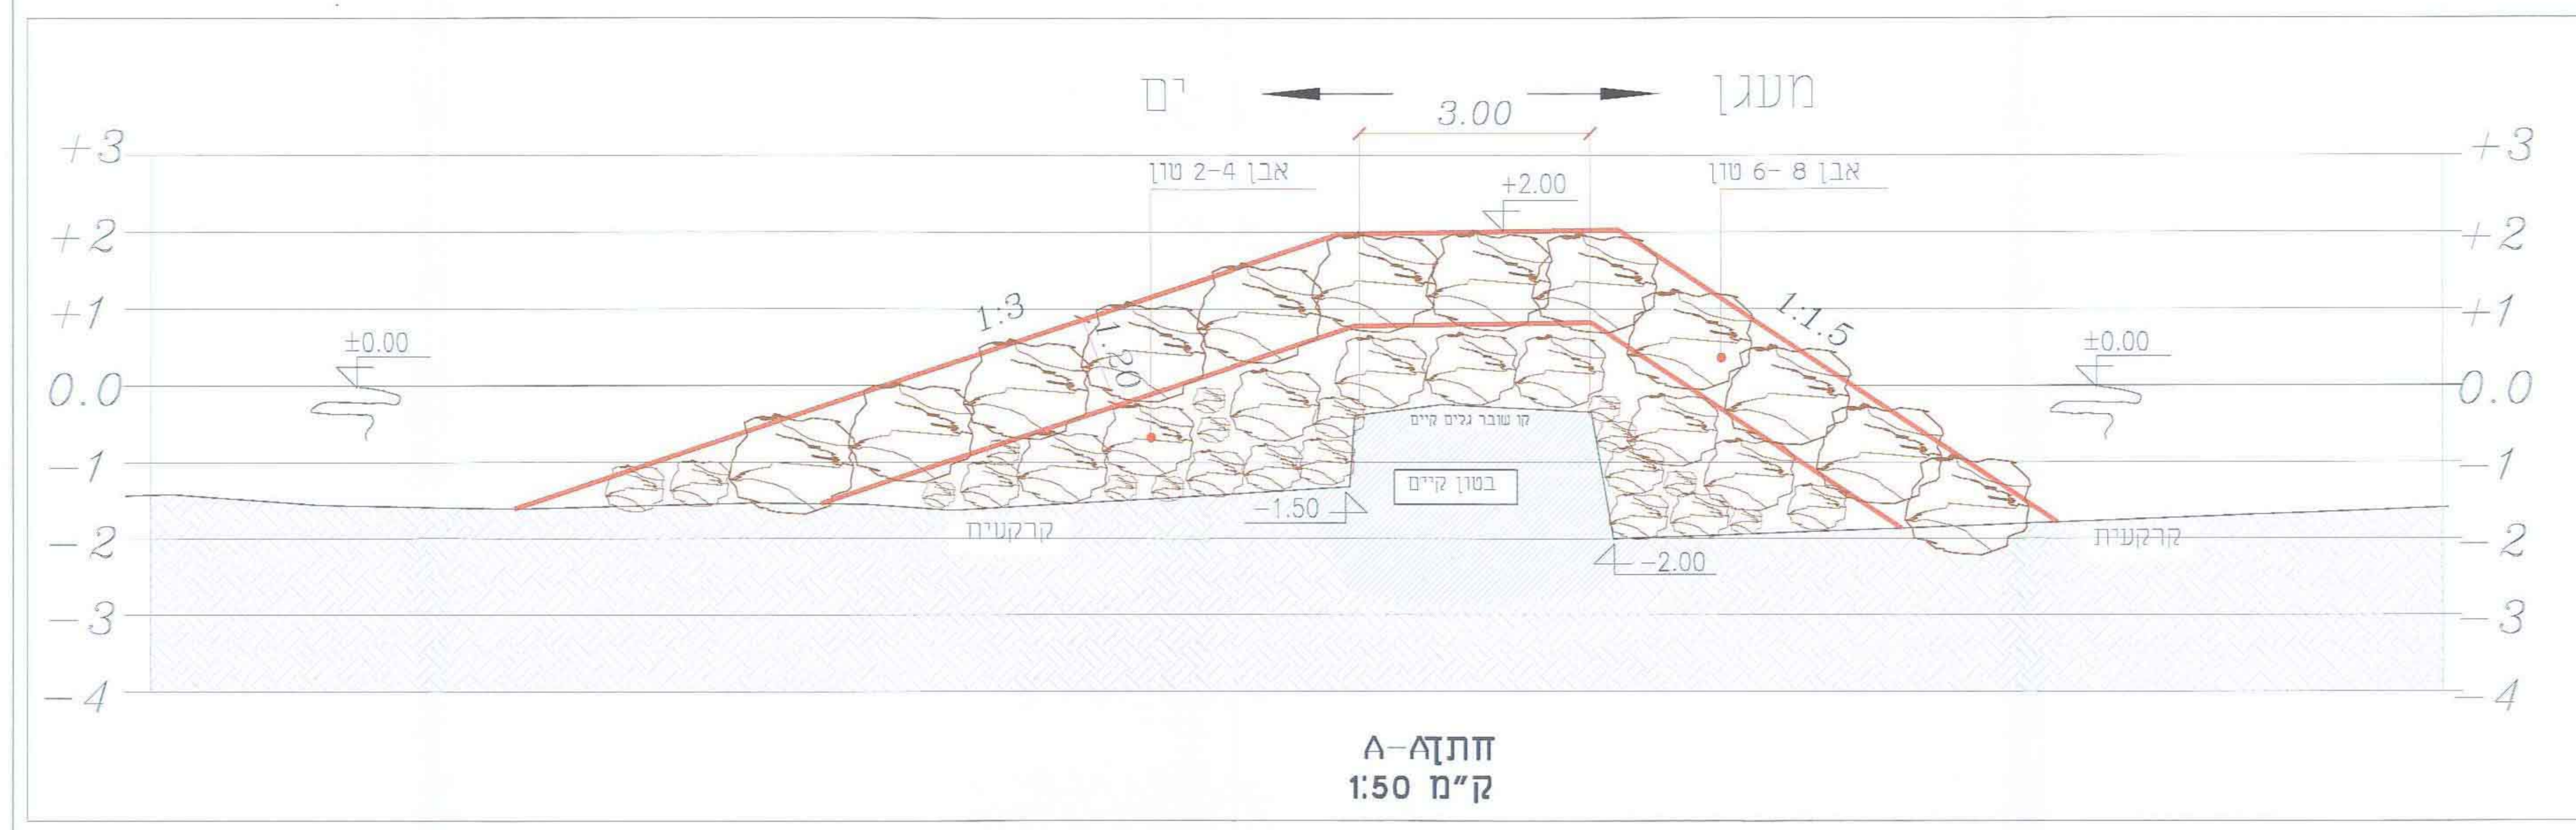 ים
מעגן
3.00
+3
+3
אבן 2-4 טון
אבן 6- 8 טון
+2.00
+2
+2
1:3
1:1.5
+1
+1
1.20
±0.00
±0.00
0.0
0.0
קו שובר גלים קיים
-1
-1
בטון קיים
-1.50
קרקעית
קרקעית
-2
-2
-2.00
-3
-3
-4
-4
חתךA-A
ק״מ 1:50